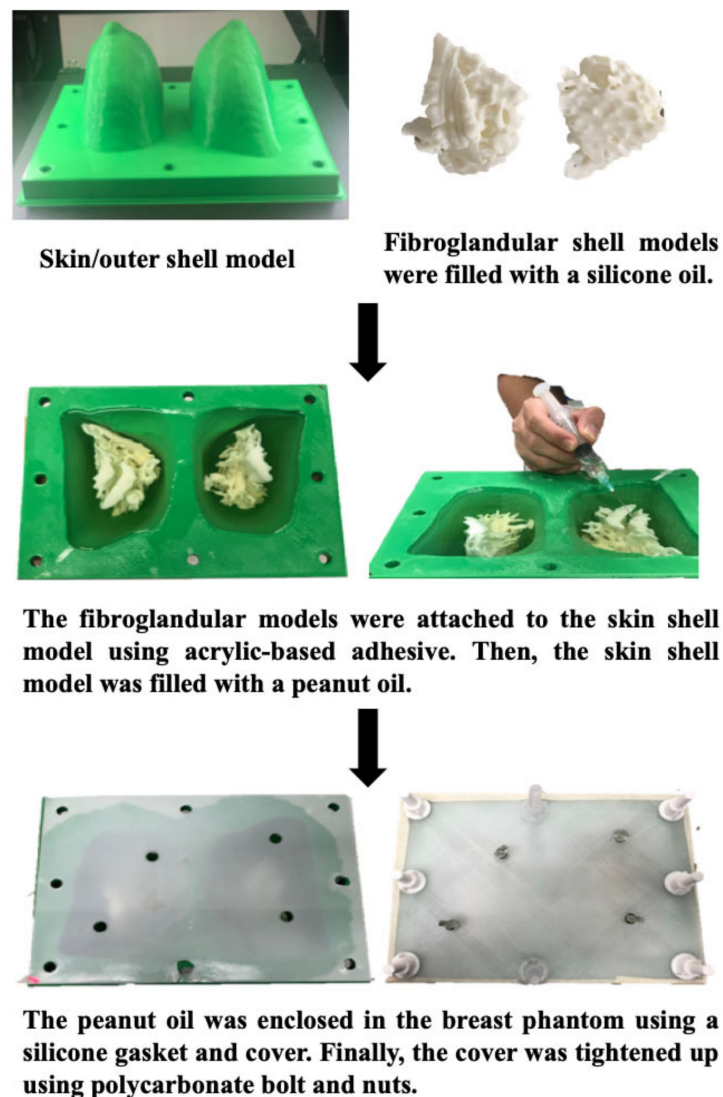 Skin/outer shell model
Fibroglandular shell models
were filled with a silicone oil.
The fibroglandular models were attached to the skin shell
model using acrylic-based adhesive. Then, the skin shell
model was filled with a peanut oil.
The peanut oil was enclosed in the breast phantom using a
silicone gasket and cover. Finally, the cover was tightened up
using polycarbonate bolt and nuts.